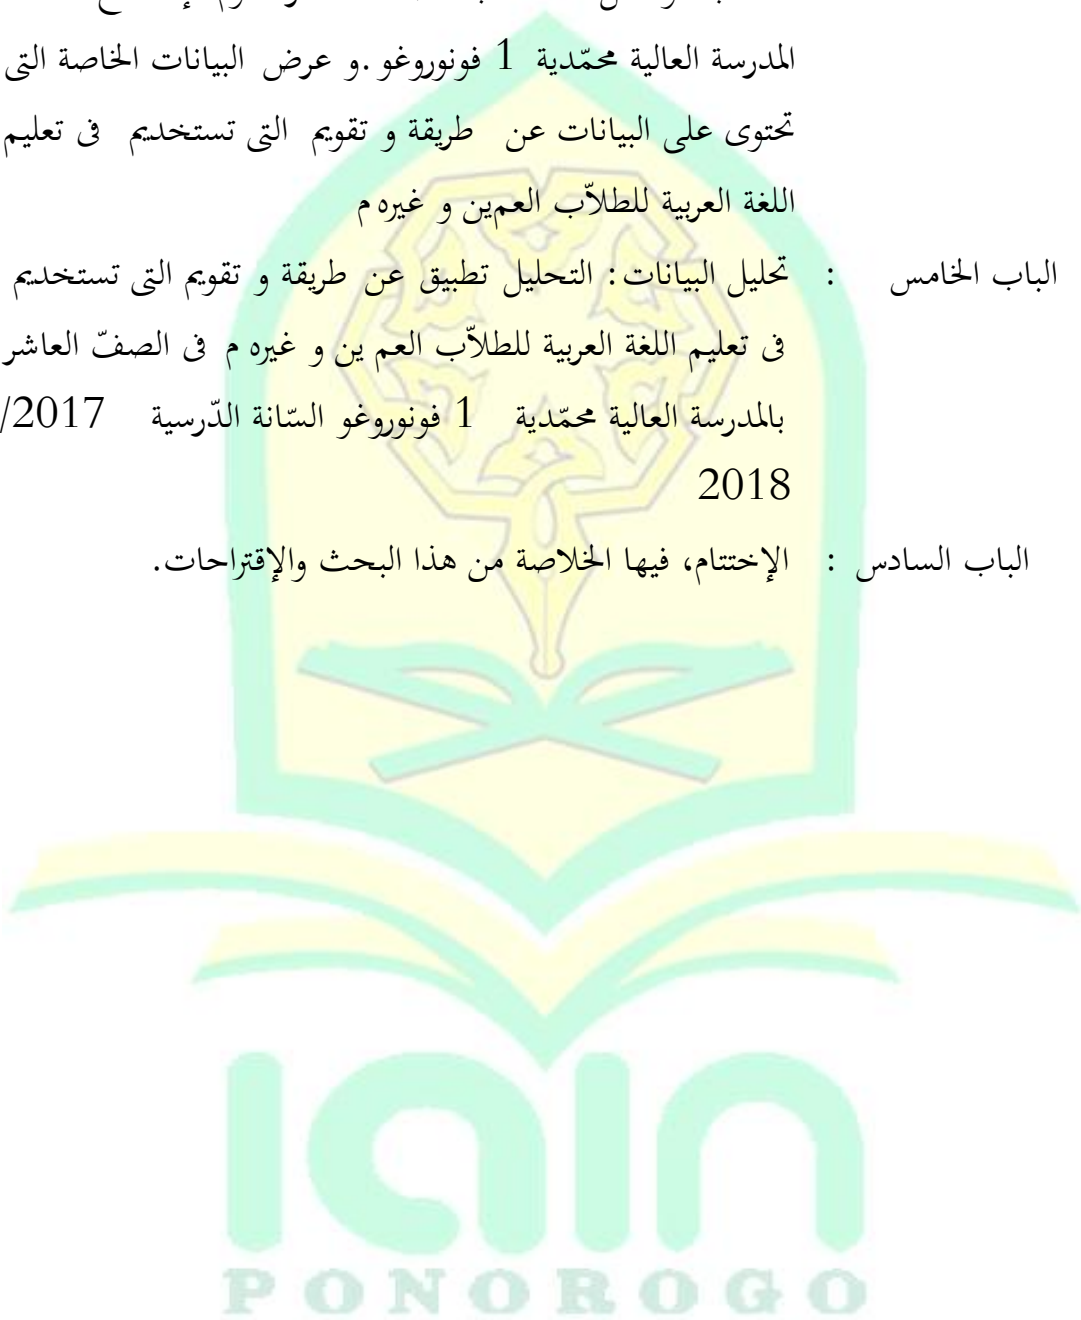 المدرسة العالية محمّدية 1 فونوروغو .و عرض البيانات الخاصة التى
تحتوى على البيانات عن طريقة و تقويم التى تستخديم فى تعليم
اللغة العربية للطلاّب العمين و غيره م
الباب الخامس : تحليل البيانات: التحليل تطبيق عن طريقة و تقويم التى تستخديم
فى تعليم اللغة العربية للطلاّب العم ين و غيره م فى الصفّ العاشر
بالمدرسة العالية محمّدية 1 فونوروغو السّانة الدّرسية 2017/
2018
الباب السادس : الإختتام، فيها الخلاصة من هذا البحث والإقتراحات.
iain
PONOROGO